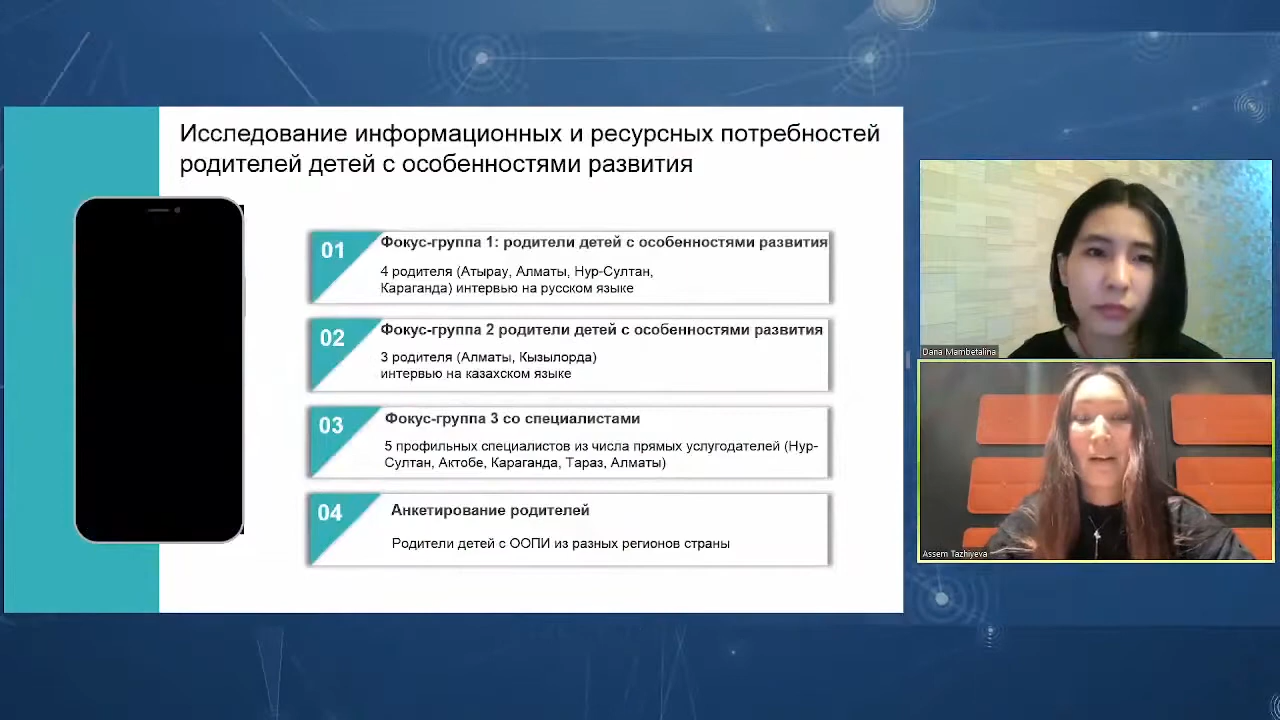 Исследование информационных и ресурсных потребностей
родителей детей с особенностями развития
01
Фокус-группа 1: родители детей с особенностями развития
4 родителя (Атырау, Алматы, Нур-Султан,
Караганда) интервью на русском языке
02
Фокус-группа 2 родители детей с особенностями развития
3 родителя (Алматы, Кызылорда)
интервью на казахском языке
03
Фокус-группа 3 со специалистами
5 профильных специалистов из числа прямых услугодателей (Нур-
Султан, Актобе, Караганда, Тараз, Алматы)
04
Анкетирование родителей
Родители детей с ООПИ из разных регионов страны
Dana Mambetalina
Assem Tazhiyeva